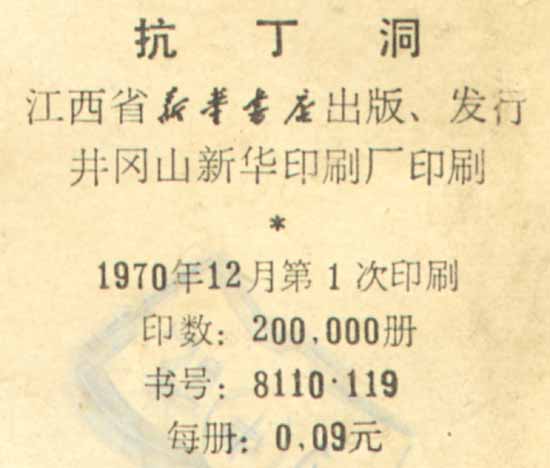 抗丁洞
江西省新华书店出版、发行
井冈山新华印刷厂印刷
*
1970年12月第1次印刷
印数：200,000册
书号：8110·119
每册：0.09元